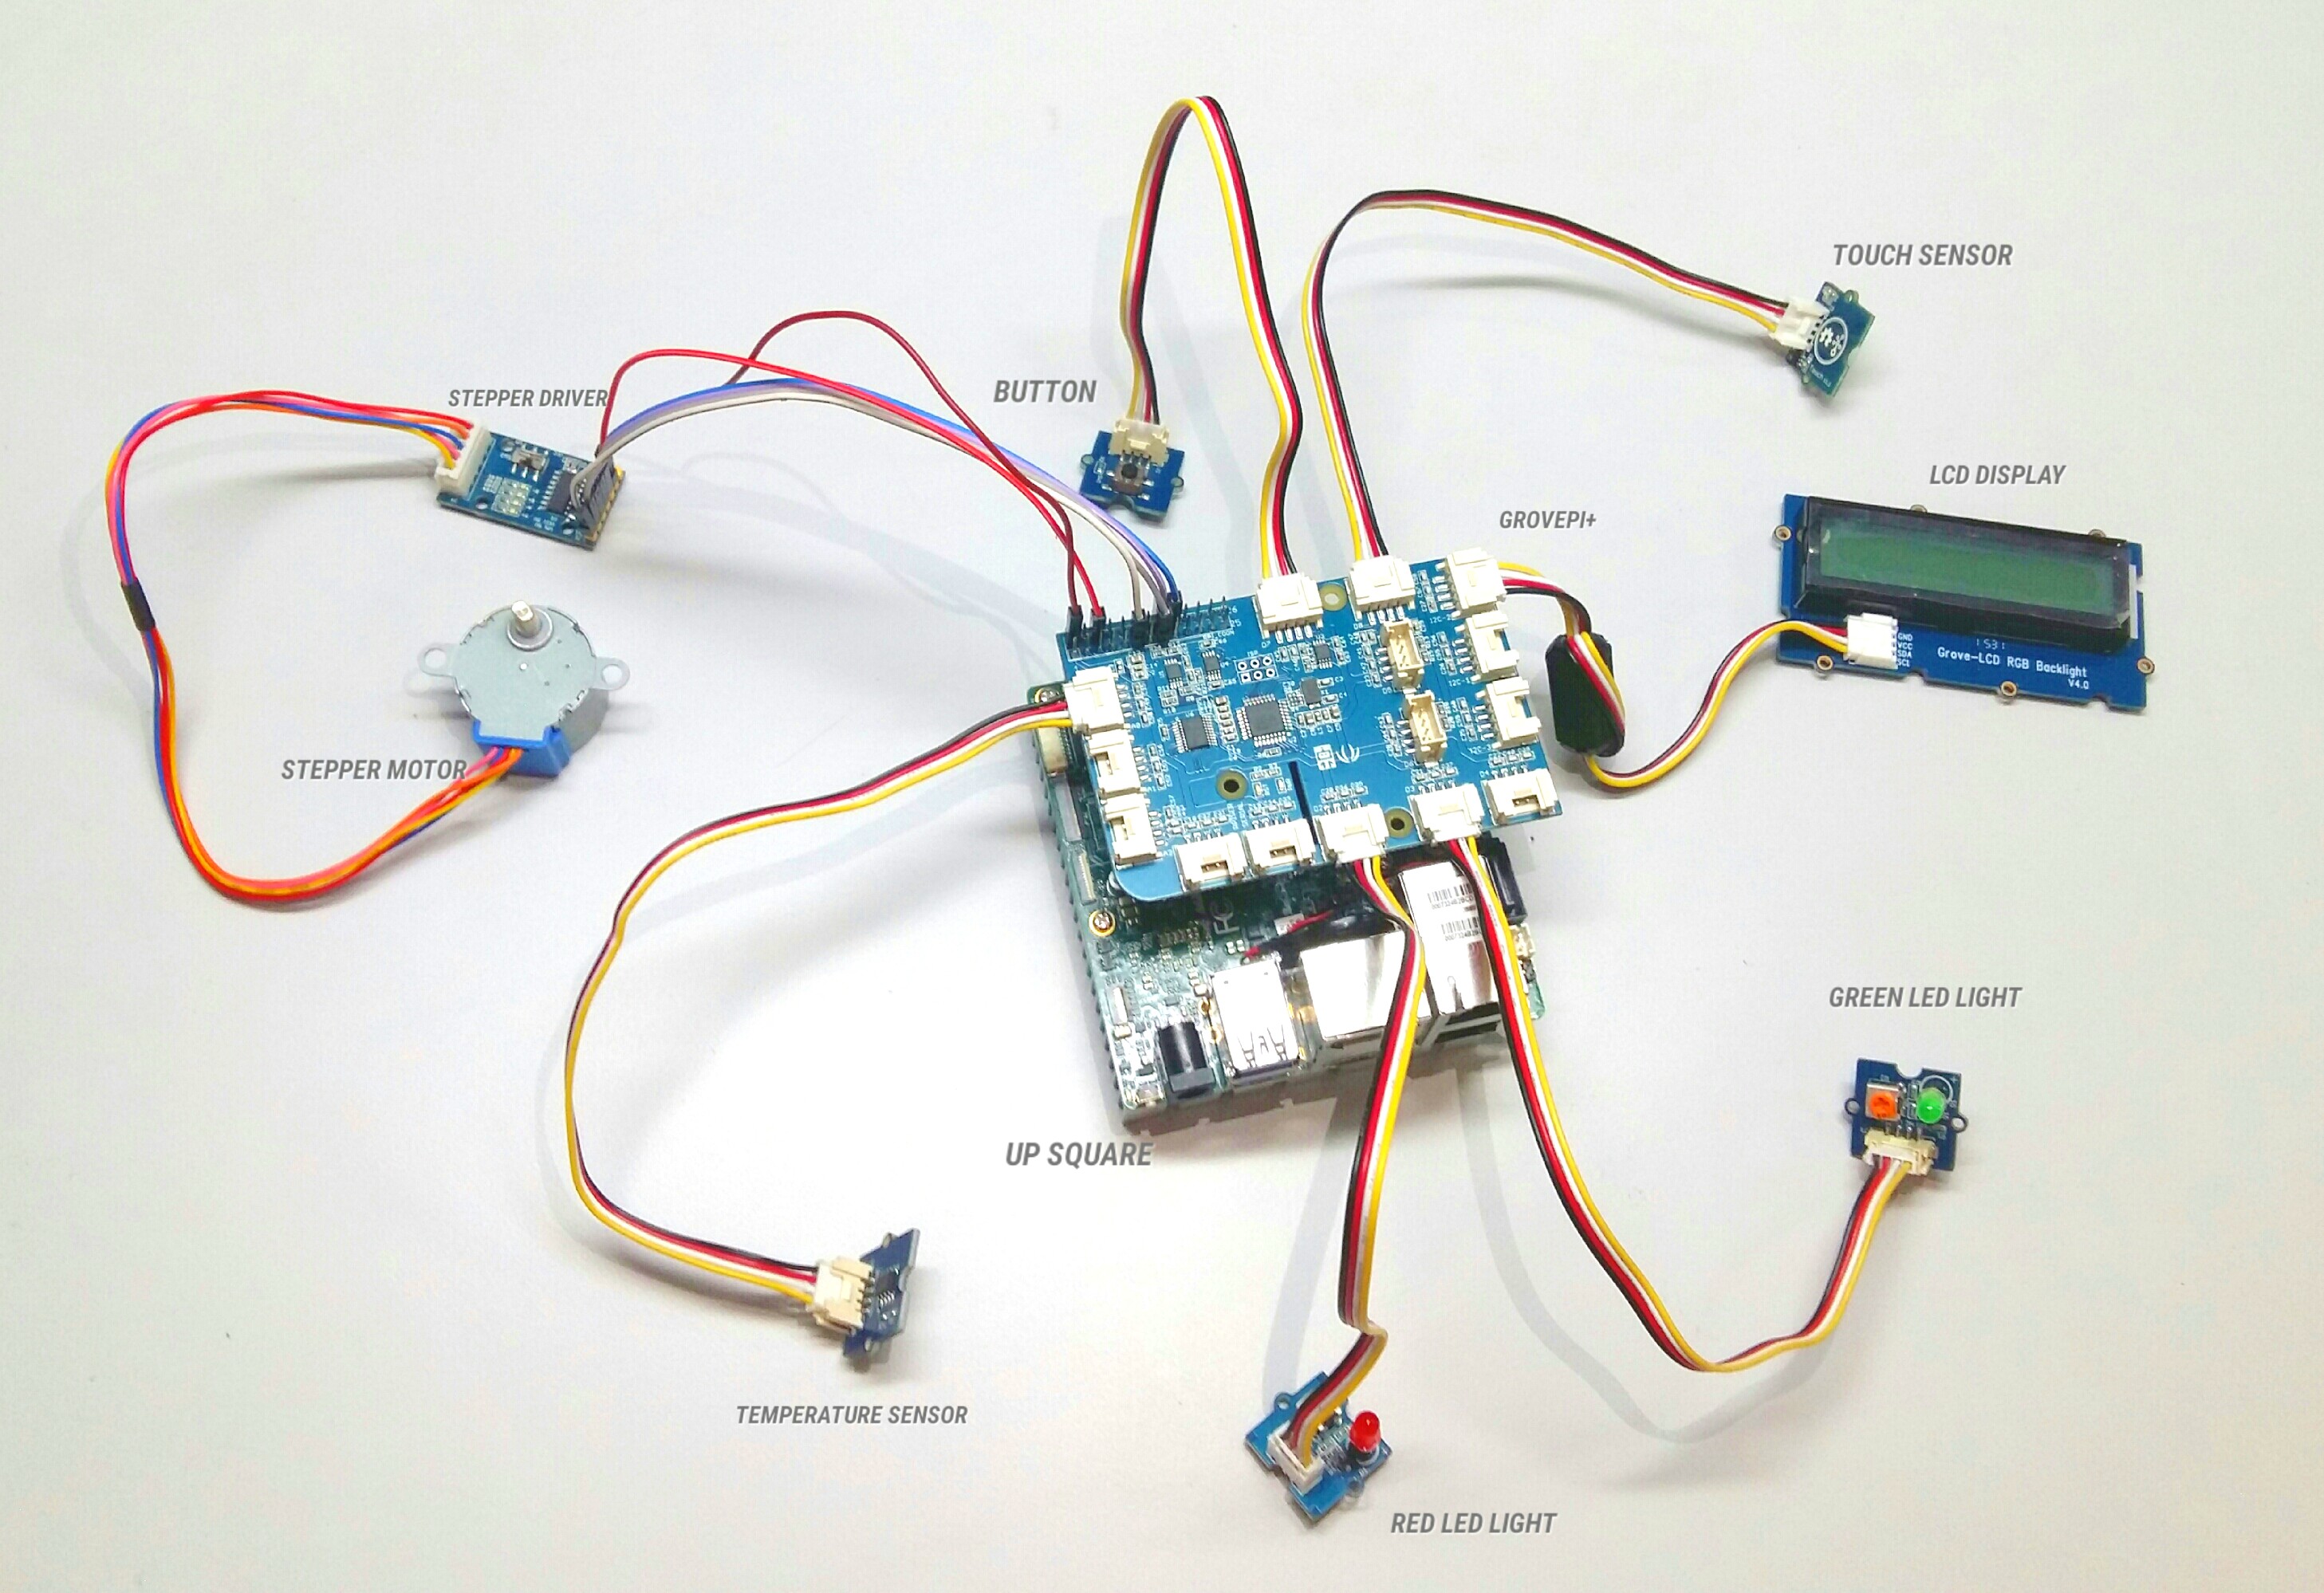 TOUCH SENSOR
STEPPER DRIVER
BUTTON
LCD DISPLAY
GROVEPI+
GND
VCC
SDA
SCL
Grove-LCD RGB Backlight
V4.0
STEPPER MOTOR
GREEN LED LIGHT
UP SQUARE
TEMPERATURE SENSOR
RED LED LIGHT